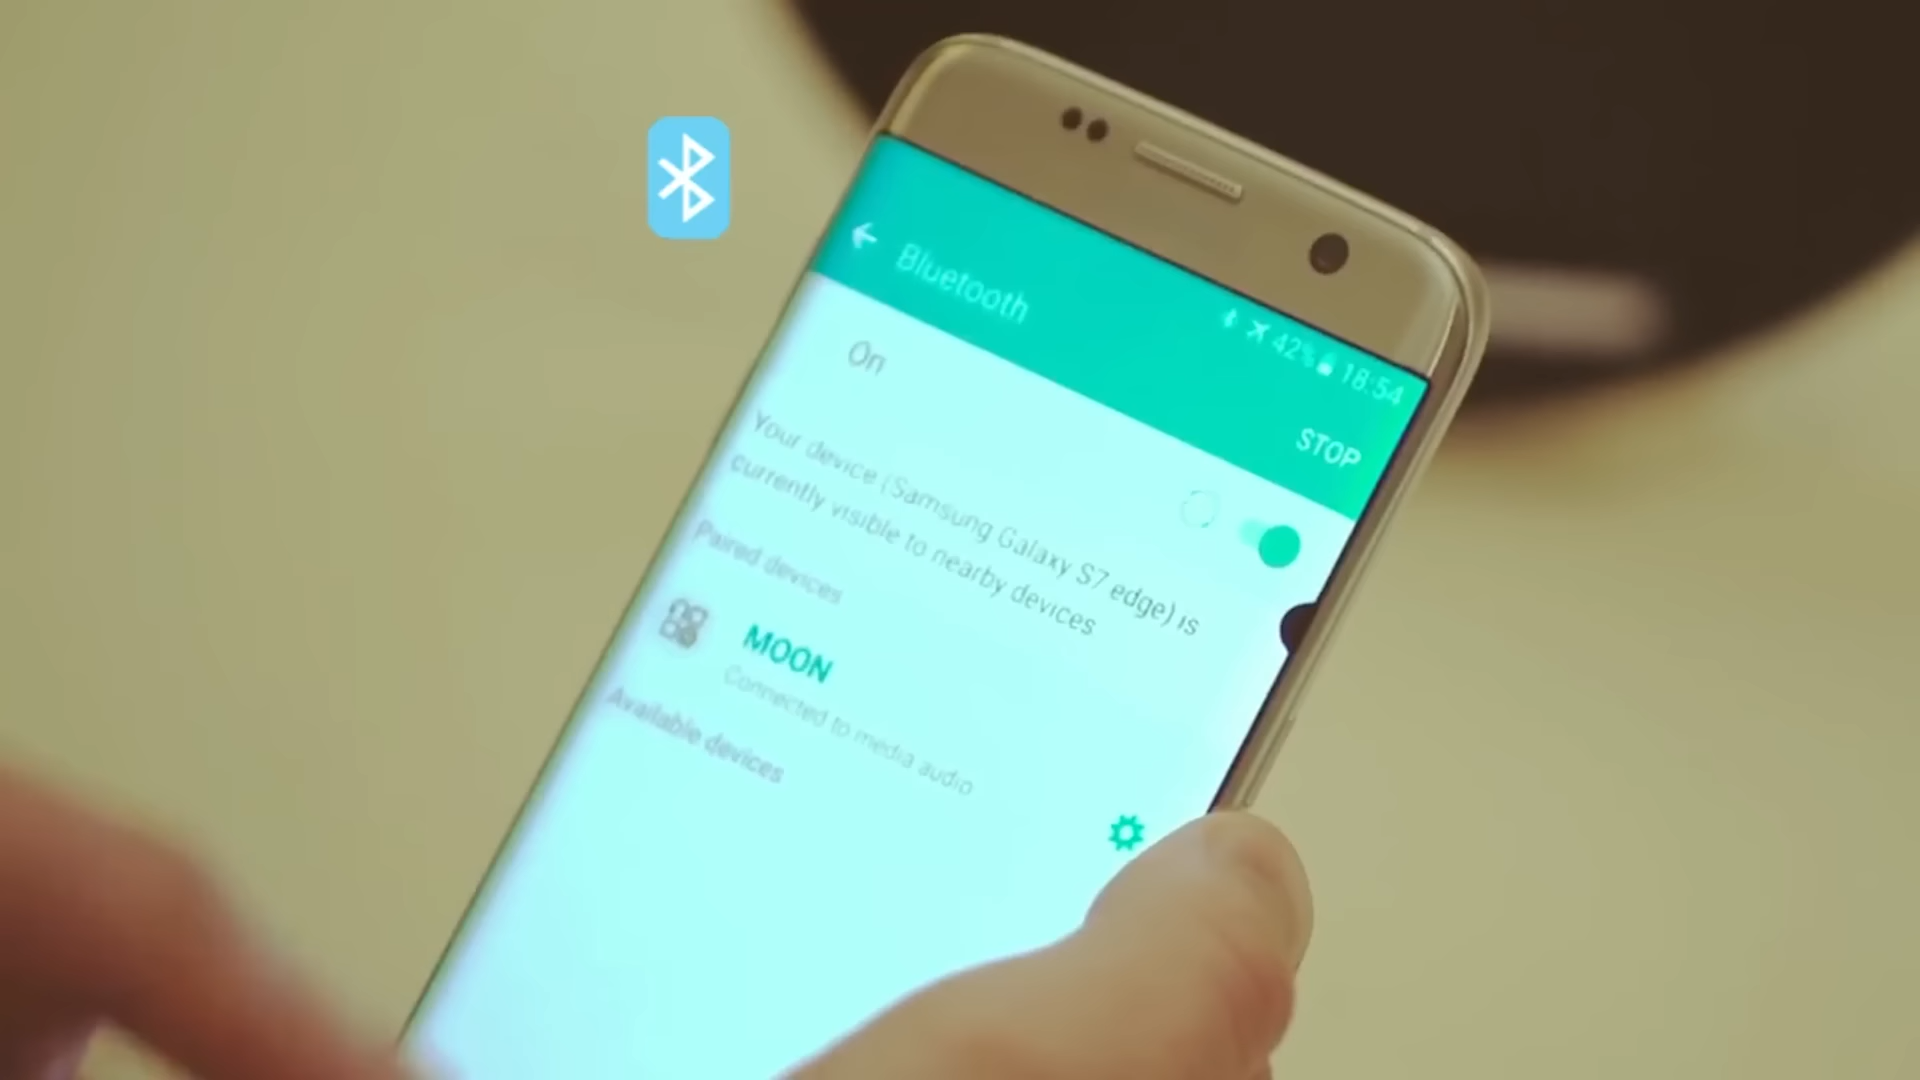 42% 18:54
Bluetooth
STOP
On
Your device (Samsung Galaxy S7 edge) is
currently visible to nearby devices
Paired devices
MOON
Connected to media audio
Available devices